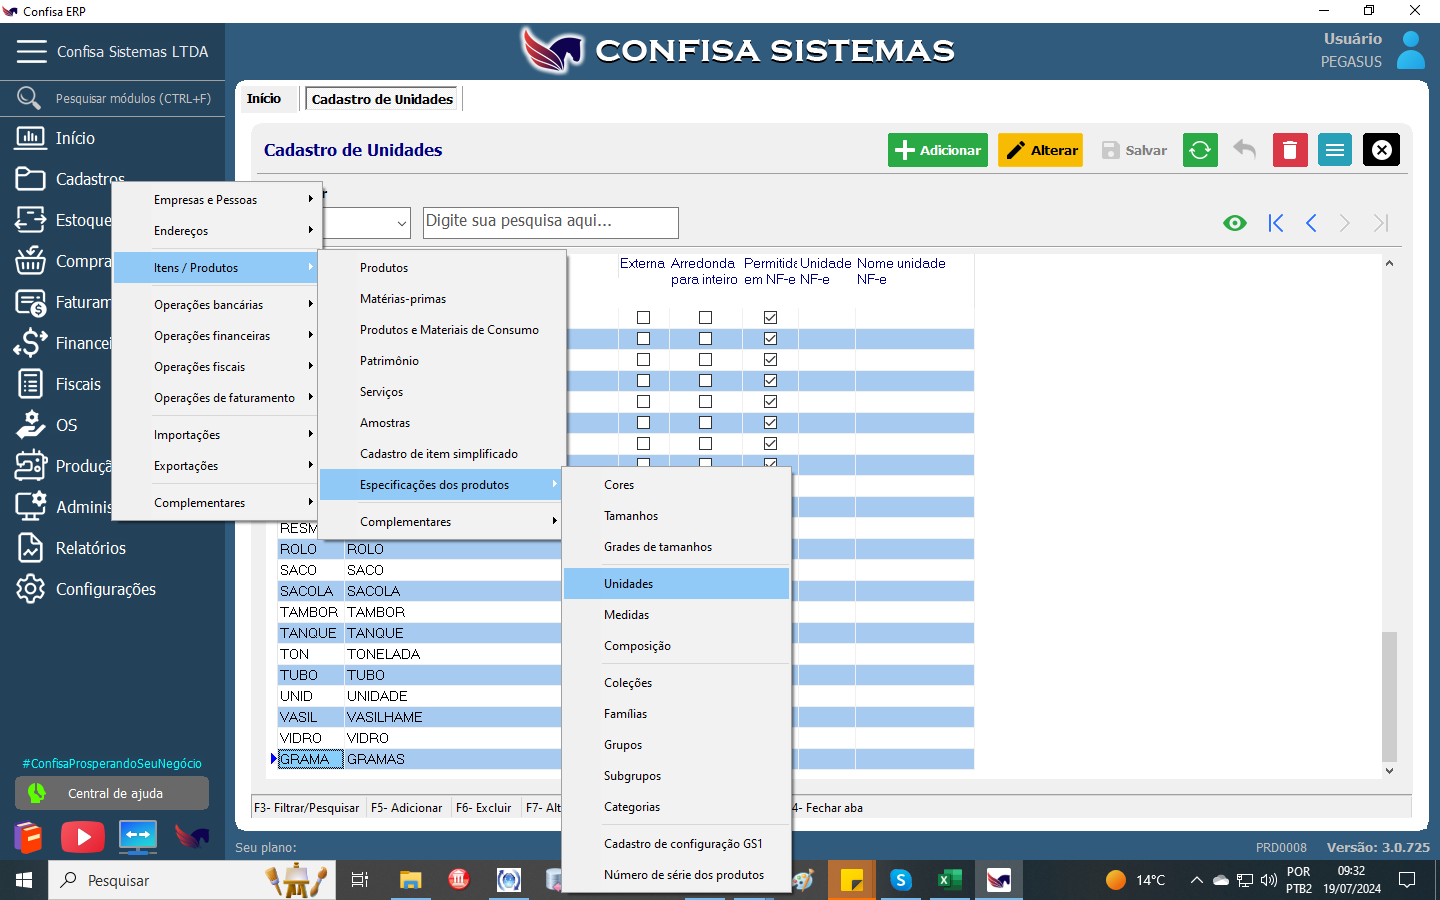 Confisa ERP
Confisa Sistemas LTDA
CONFISA SISTEMAS
Usuário
PEGASUS
Pesquisar módulos (CTRL+F)
Início
Cadastro de Unidades
Início
Cadastros
Estoque
Compra
Faturam
Financei
Fiscais
OS
Produçã
Adminis
Relatórios
Configurações
Cadastro de Unidades
Adicionar
Alterar
Salvar
Digite sua pesquisa aqui...
Empresas e Pessoas
Endereços
Itens / Produtos
Operações bancárias
Operações financeiras
Operações fiscais
Operações de faturamento
Importações
Exportações
Complementares
Produtos
Matérias-primas
Produtos e Materiais de Consumo
Patrimônio
Serviços
Amostras
Cadastro de item simplificado
Especificações dos produtos
Complementares
Cores
Tamanhos
Grades de tamanhos
Unidades
Medidas
Composição
Coleções
Famílias
Grupos
Subgrupos
Categorias
Cadastro de configuração GS1
Número de série dos produtos
Externa Arredonda Permitida Unidade Nome unidade
para inteiro em NF-e NF-e NF-e
RESM
ROLO ROLO
SACO SACO
SACOLA SACOLA
TAMBOR TAMBOR
TANQUE TANQUE
TON TONELADA
TUBO TUBO
UNID UNIDADE
VASIL VASILHAME
VIDRO VIDRO
GRAMA GRAMAS
F3- Filtrar/Pesquisar F5- Adicionar F6- Excluir F7- Alt 4- Fechar aba
#ConfisaProsperandoSeuNegócio
Central de ajuda
Seu plano:
PRD0008 Versão: 3.0.725
Pesquisar
14°C
POR
PTB2
09:32
19/07/2024